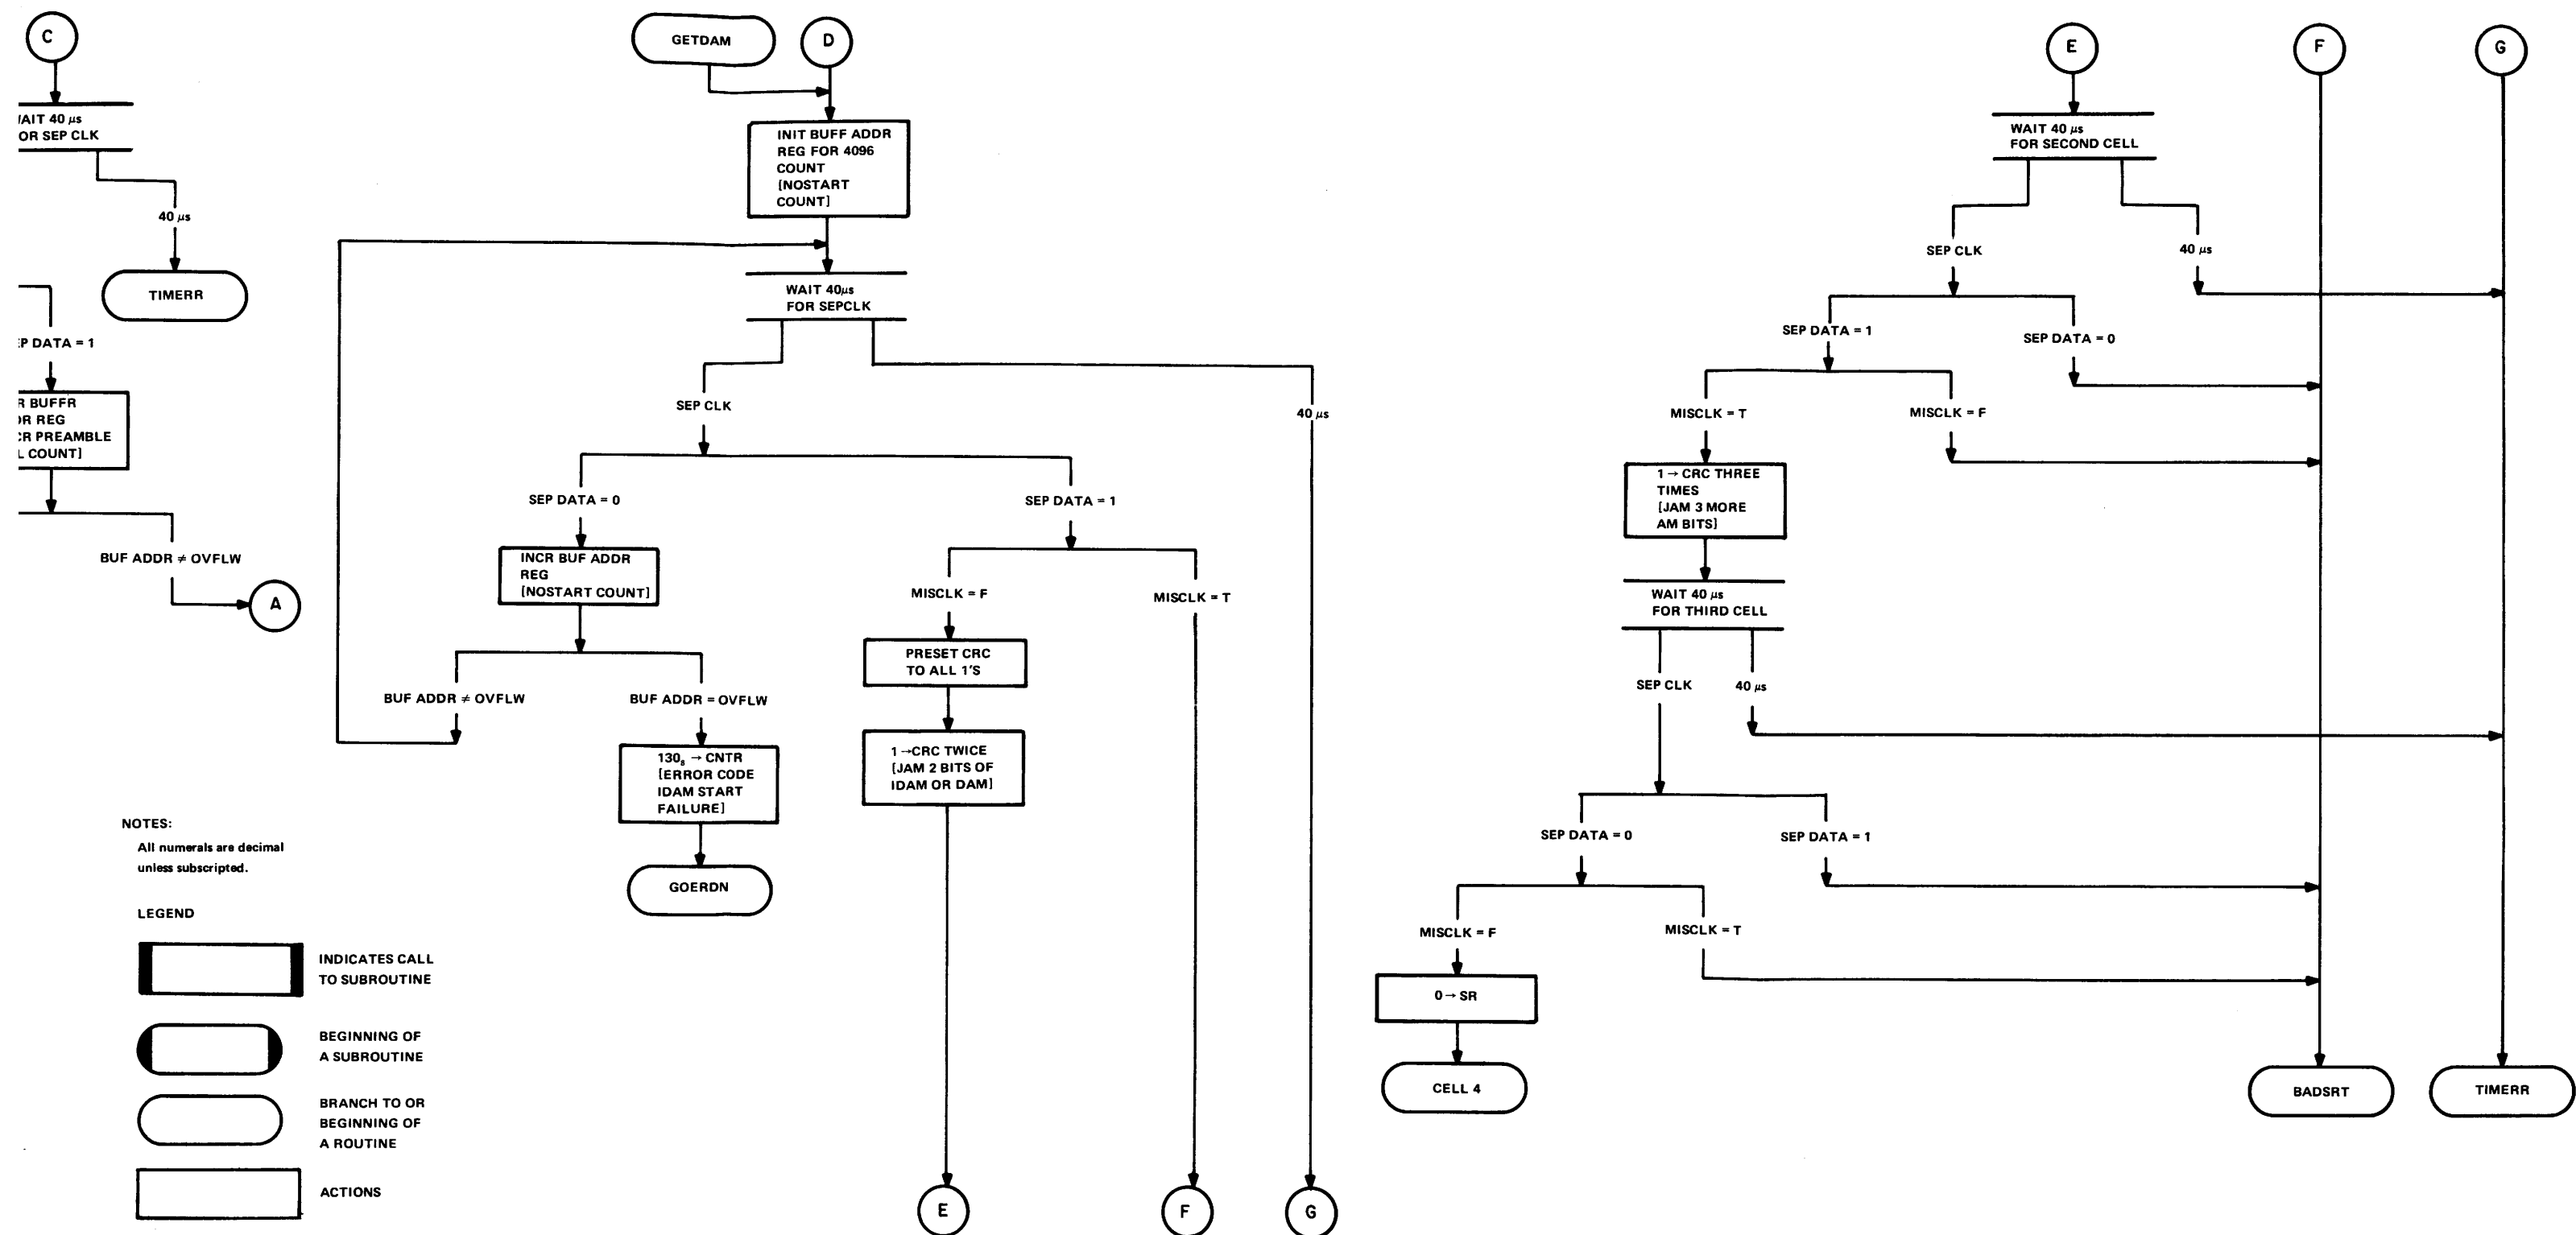 C
OR SEP CLK
40 µs
TIMERR
DATA = 1
BUFFR
REG
PREAMBLE
COUNT]
BUF ADDR ≠ OVFLW
A
NOTES:
All numerals are decimal
unless subscripted.
LEGEND
INDICATES CALL
TO SUBROUTINE
BEGINNING OF
A SUBROUTINE
BRANCH TO OR
BEGINNING OF
A ROUTINE
ACTIONS
GETDAM
D
INIT BUFF ADDR
REG FOR 4096
COUNT
[NOSTART
COUNT]
WAIT 40µs
FOR SEPCLK
SEP CLK
40 µs
SEP DATA = 0
SEP DATA = 1
INCR BUF ADDR
REG
[NOSTART COUNT]
MISCLK = F
MISCLK = T
BUF ADDR ≠ OVFLW
BUF ADDR = OVFLW
PRESET CRC
TO ALL 1'S
130₈ → CNTR
[ERROR CODE
IDAM START
FAILURE]
1→CRC TWICE
[JAM 2 BITS OF
IDAM OR DAM]
GOERDN
E
F
G
E
F
G
WAIT 40 µs
FOR SECOND CELL
SEP CLK
40 µs
SEP DATA = 1
SEP DATA = 0
MISCLK = T
MISCLK = F
1 → CRC THREE
TIMES
[JAM 3 MORE
AM BITS]
WAIT 40 µs
FOR THIRD CELL
SEP CLK
40 µs
SEP DATA = 0
SEP DATA = 1
MISCLK = F
MISCLK = T
0 → SR
CELL 4
BADSRT
TIMERR